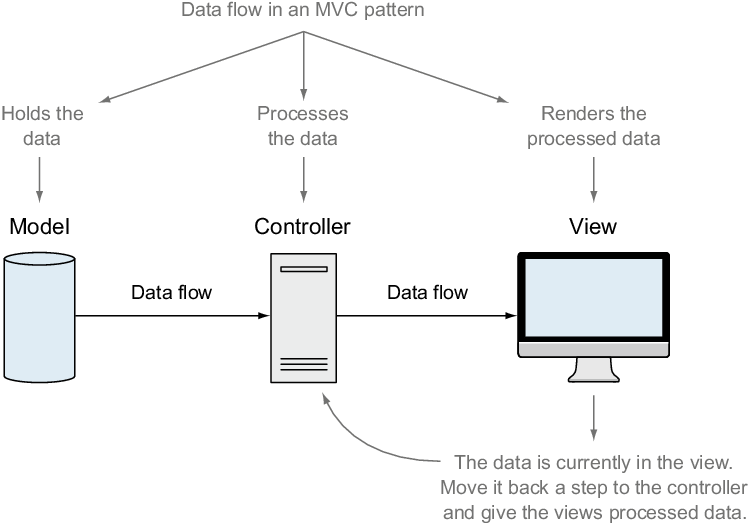 Data flow in an MVC pattern
Holds the
data
Processes
the data
Renders the
processed data
Model
Controller
View
Data flow
Data flow
The data is currently in the view.
Move it back a step to the controller
and give the views processed data.